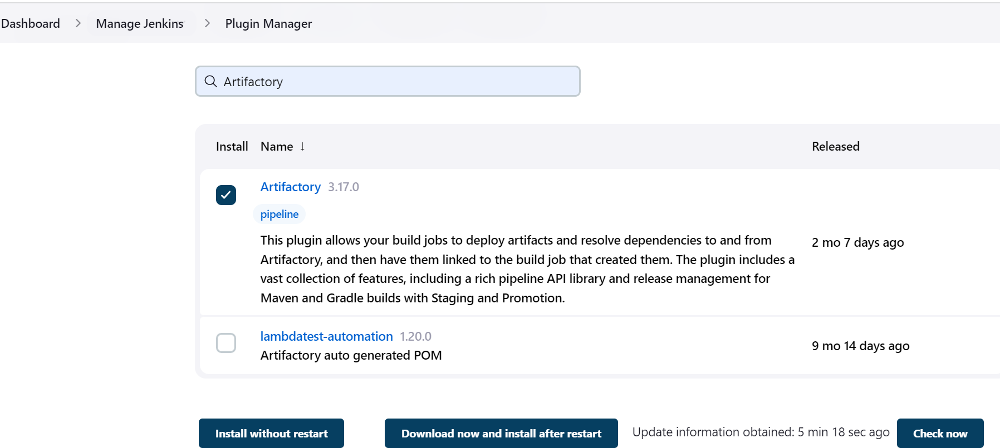 Dashboard > Manage Jenkins > Plugin Manager
Artifactory
Install Name ↓ Released
Artifactory 3.17.0
pipeline
This plugin allows your build jobs to deploy artifacts and resolve dependencies to and from
Artifactory, and then have them linked to the build job that created them. The plugin includes a
vast collection of features, including a rich pipeline API library and release management for
Maven and Gradle builds with Staging and Promotion.
2 mo 7 days ago
lambdatest-automation 1.20.0
Artifactory auto generated POM
9 mo 14 days ago
Install without restart Download now and install after restart Update information obtained: 5 min 18 sec ago Check now